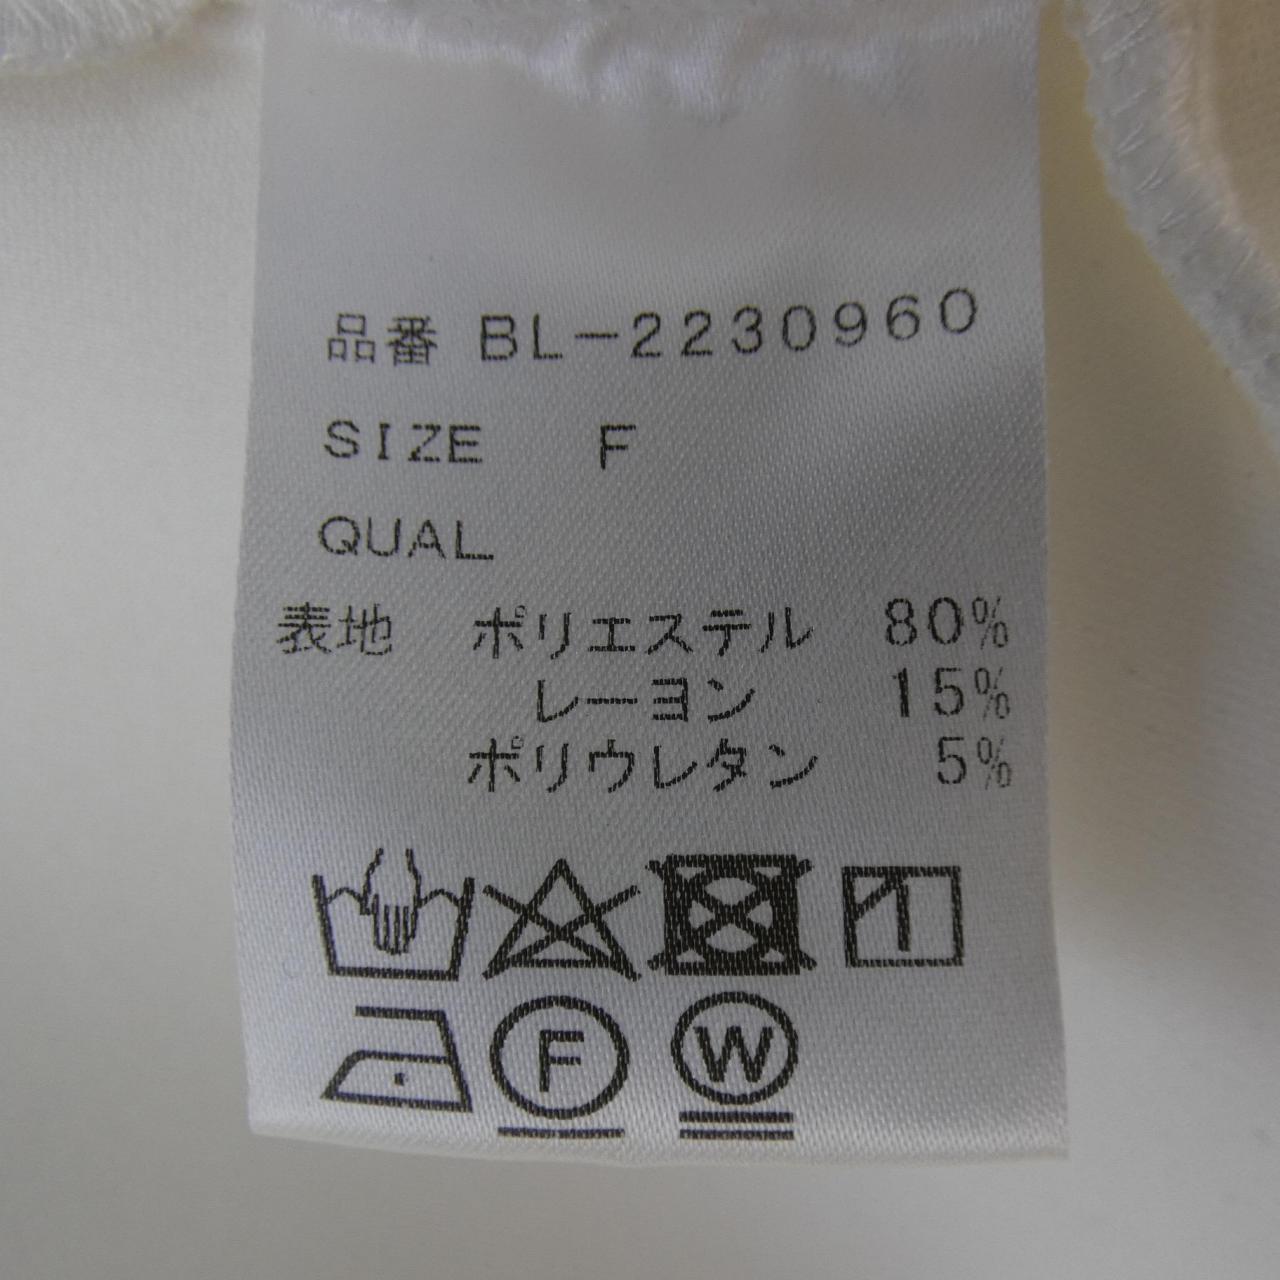 品番 BL-2230960
SIZE F
QUAL
表地 ポリエステル 80%
レーヨン 15%
ポリウレタン 5%
F W